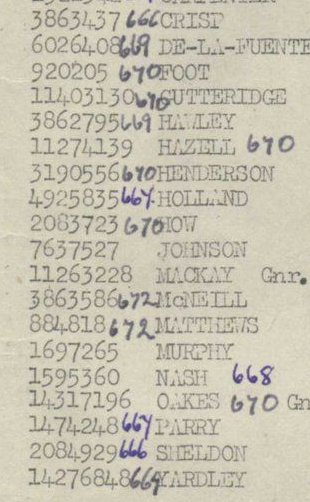 3863437 666 CRISP
6026408 669 DE-LA-FUENTE
920205 670 FOOT
11403130 670 GUTTERIDGE
3862795 669 HAWLEY
11274139 HAZELL 670
3190556 670 HENDERSON
4925835 667 HOLLAND
2083723 670 HOW
7637527 JOHNSON
11263228 MACKAY Gnr.
3863586 672 McNEILL
884818 672 MATTHEWS
1697265 MURPHY
1595360 NASH 668
14317196 OAKES 670 Gn
1474248 667 PARRY
2084929 666 SHELDON
14276848 669 YARDLEY